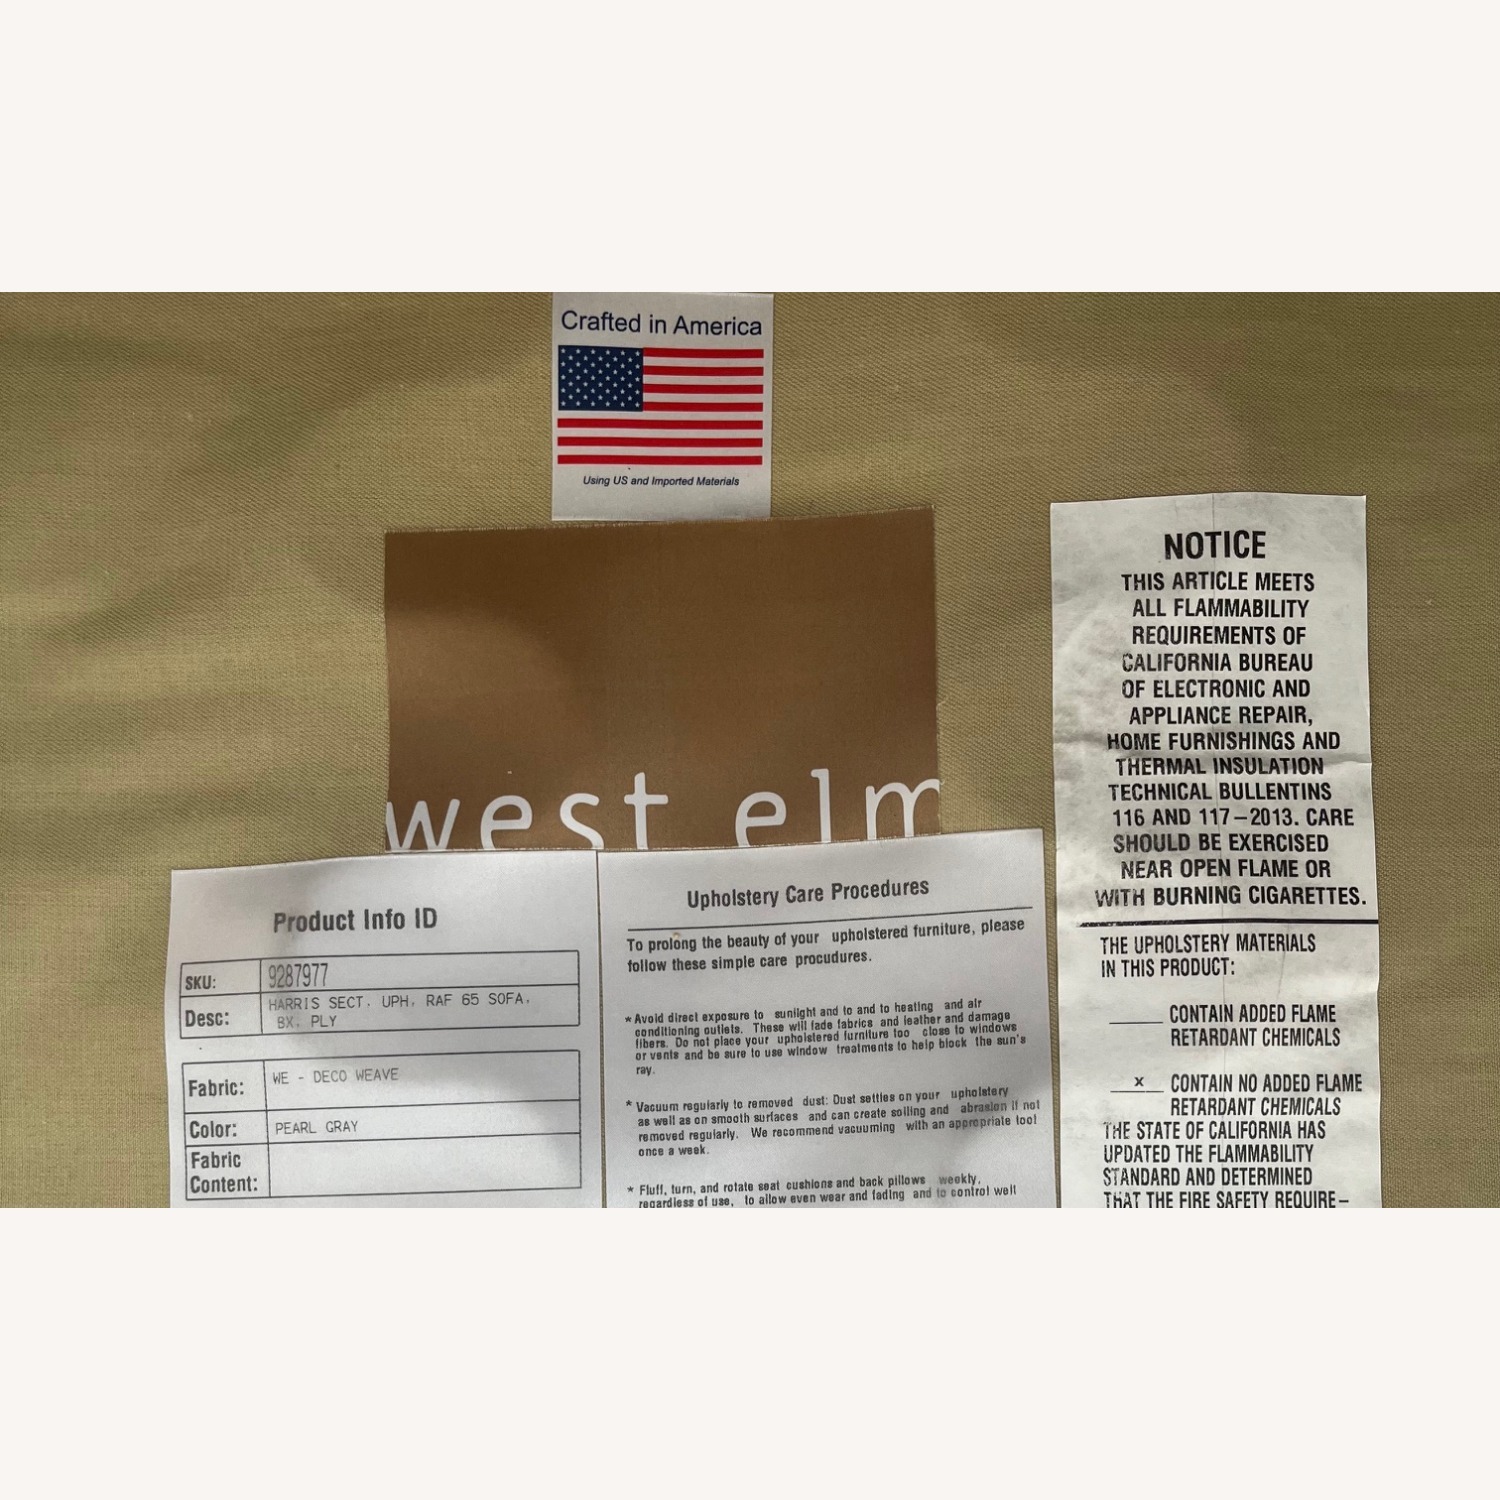 Crafted in America
Using US and Imported Materials
west elm
Product Info ID
SKU: 9287977
Desc: HARRIS SECT. UPH, RAF 65 SOFA,
BX. PLY
Fabric: WE - DECO WEAVE
Color: PEARL GRAY
Fabric
Content:
Upholstery Care Procedures
To prolong the beauty of your upholstered furniture, please
follow these simple care procudures.
* Avoid direct exposure to sunlight and to and to heating and air
conditioning outlets. These will fade fabrics and leather and damage
fibers. Do not place your upholstered furniture too close to windows
or vents and be sure to use window treatments to help block the sun's
ray.
* Vacuum regularly to removed dust: Dust settles on your upholstery
as well as on smooth surfaces and can create soiling and abrasion if not
removed regularly. We recommend vacuuming with an appropriate tool
once a week.
* Fluff, turn, and rotate seat cushions and back pillows weekly,
regardless of use, to allow even wear and fading and to control welt
NOTICE
THIS ARTICLE MEETS
ALL FLAMMABILITY
REQUIREMENTS OF
CALIFORNIA BUREAU
OF ELECTRONIC AND
APPLIANCE REPAIR,
HOME FURNISHINGS AND
THERMAL INSULATION
TECHNICAL BULLENTINS
116 AND 117-2013. CARE
SHOULD BE EXERCISED
NEAR OPEN FLAME OR
WITH BURNING CIGARETTES.
THE UPHOLSTERY MATERIALS
IN THIS PRODUCT:
______ CONTAIN ADDED FLAME
RETARDANT CHEMICALS
__x__ CONTAIN NO ADDED FLAME
RETARDANT CHEMICALS
THE STATE OF CALIFORNIA HAS
UPDATED THE FLAMMABILITY
STANDARD AND DETERMINED
THAT THE FIRE SAFETY REQUIRE-